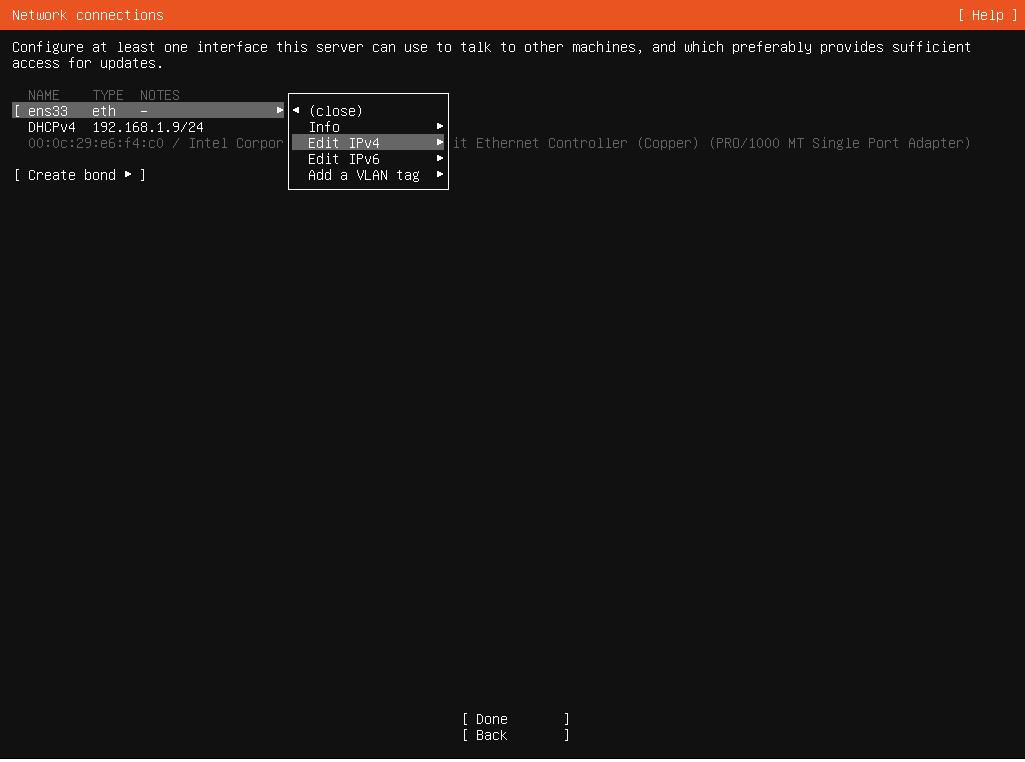 Network connections [ Help ]
Configure at least one interface this server can use to talk to other machines, and which preferably provides sufficient
access for updates.
NAME TYPE NOTES
[ ens33 eth - ▸ ◂ (close)
DHCPv4 192.168.1.9/24 Info ▸
00:0c:29:e6:f4:c0 / Intel Corpor Edit IPv4 ▸ it Ethernet Controller (Copper) (PRO/1000 MT Single Port Adapter)
Edit IPv6 ▸
[ Create bond ▸ ] Add a VLAN tag ▸
[ Done ]
[ Back ]